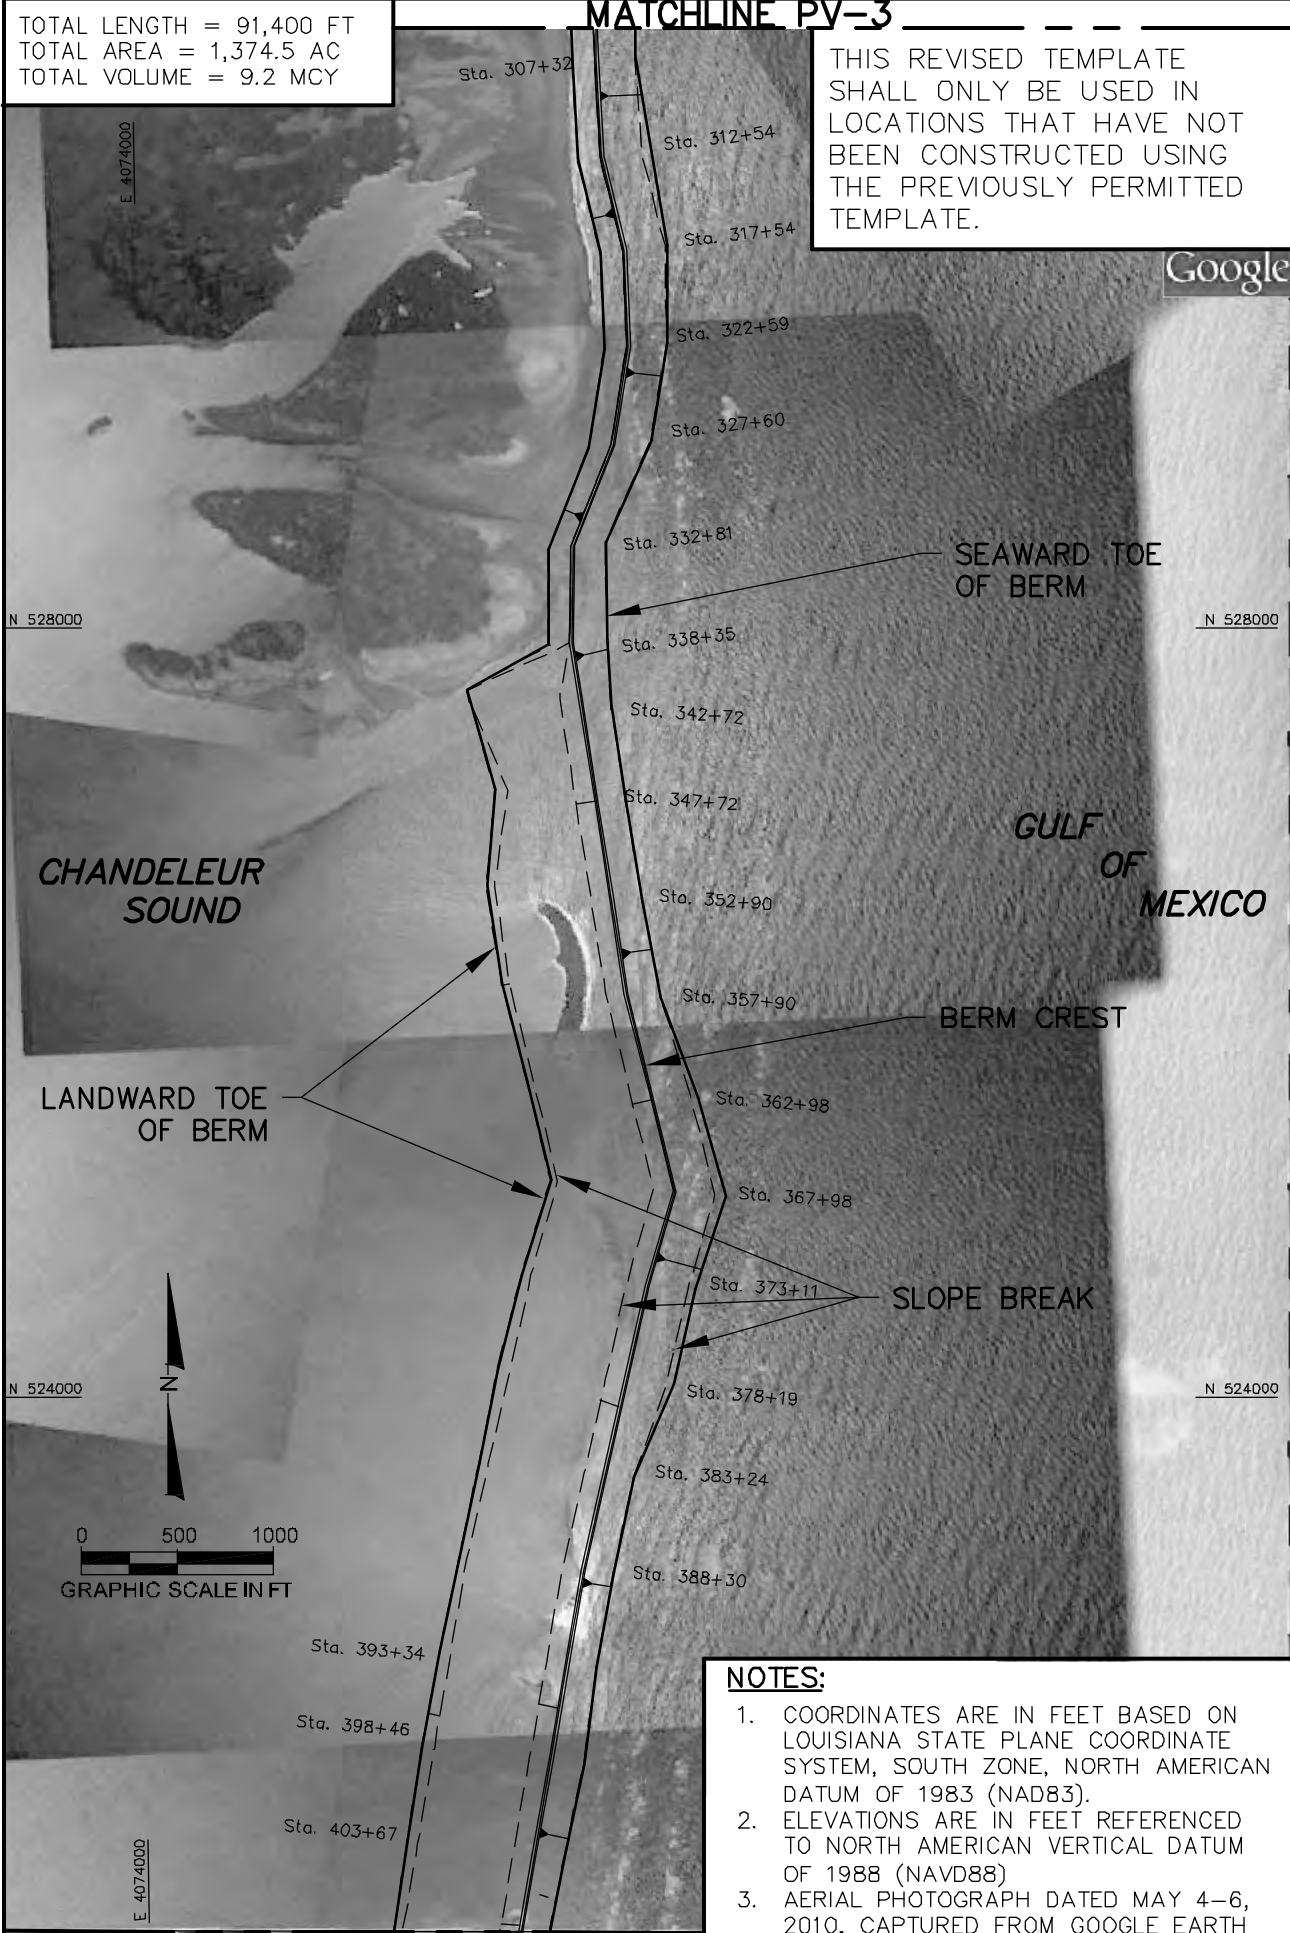 TOTAL LENGTH = 91,400 FT
TOTAL AREA = 1,374.5 AC
TOTAL VOLUME = 9.2 MCY
MATCHLINE PV-3
THIS REVISED TEMPLATE
SHALL ONLY BE USED IN
LOCATIONS THAT HAVE NOT
BEEN CONSTRUCTED USING
THE PREVIOUSLY PERMITTED
TEMPLATE.
Google
E 4074000
Sta. 307+32
Sta. 312+54
Sta. 317+54
Sta. 322+59
Sta. 327+60
Sta. 332+81
SEAWARD TOE
OF BERM
N 528000
N 528000
Sta. 338+35
Sta. 342+72
Sta. 347+72
GULF
OF
MEXICO
CHANDELEUR
SOUND
Sta. 352+90
Sta. 357+90
BERM CREST
LANDWARD TOE
OF BERM
Sta. 362+98
Sta. 367+98
Sta. 373+11
SLOPE BREAK
N
N 524000
N 524000
Sta. 378+19
Sta. 383+24
0 500 1000
GRAPHIC SCALE IN FT
Sta. 388+30
Sta. 393+34
Sta. 398+46
Sta. 403+67
E 4074000
NOTES:
1. COORDINATES ARE IN FEET BASED ON
LOUISIANA STATE PLANE COORDINATE
SYSTEM, SOUTH ZONE, NORTH AMERICAN
DATUM OF 1983 (NAD83).
2. ELEVATIONS ARE IN FEET REFERENCED
TO NORTH AMERICAN VERTICAL DATUM
OF 1988 (NAVD88)
3. AERIAL PHOTOGRAPH DATED MAY 4-6,
2010, CAPTURED FROM GOOGLE EARTH